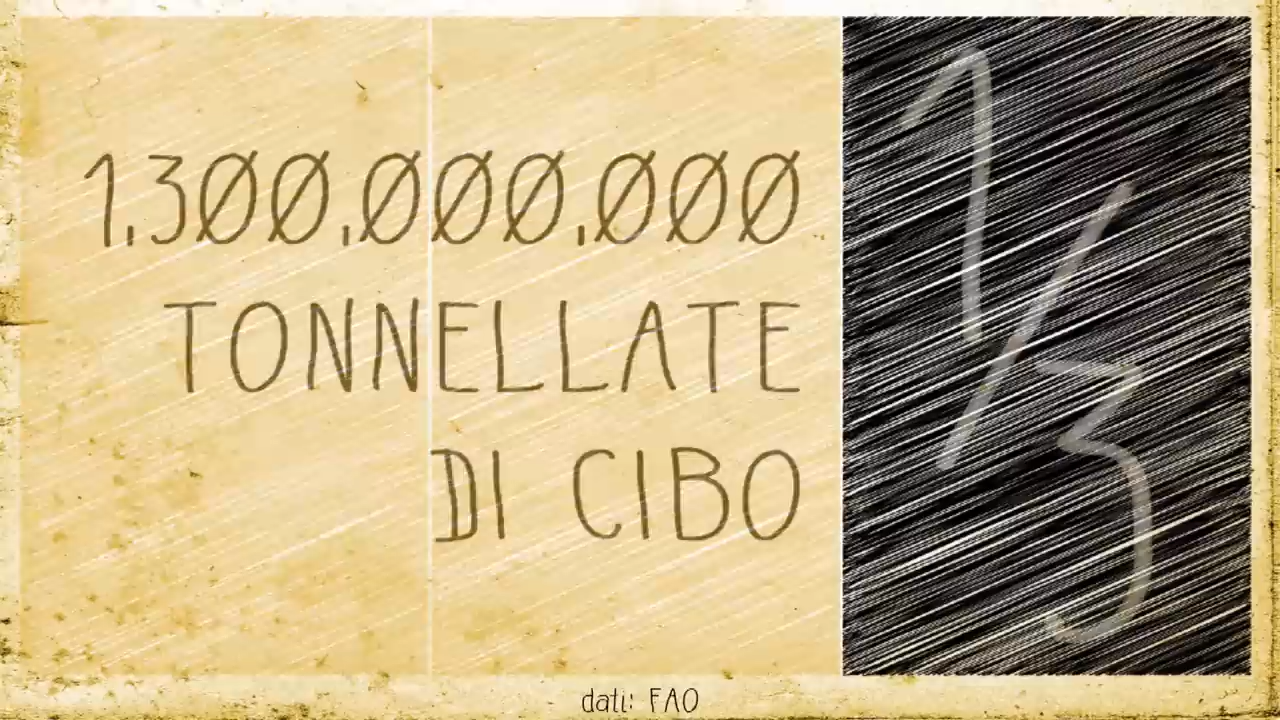 1.300.000.000
TONNELLATE
DI CIBO
1/3
dati: FAO